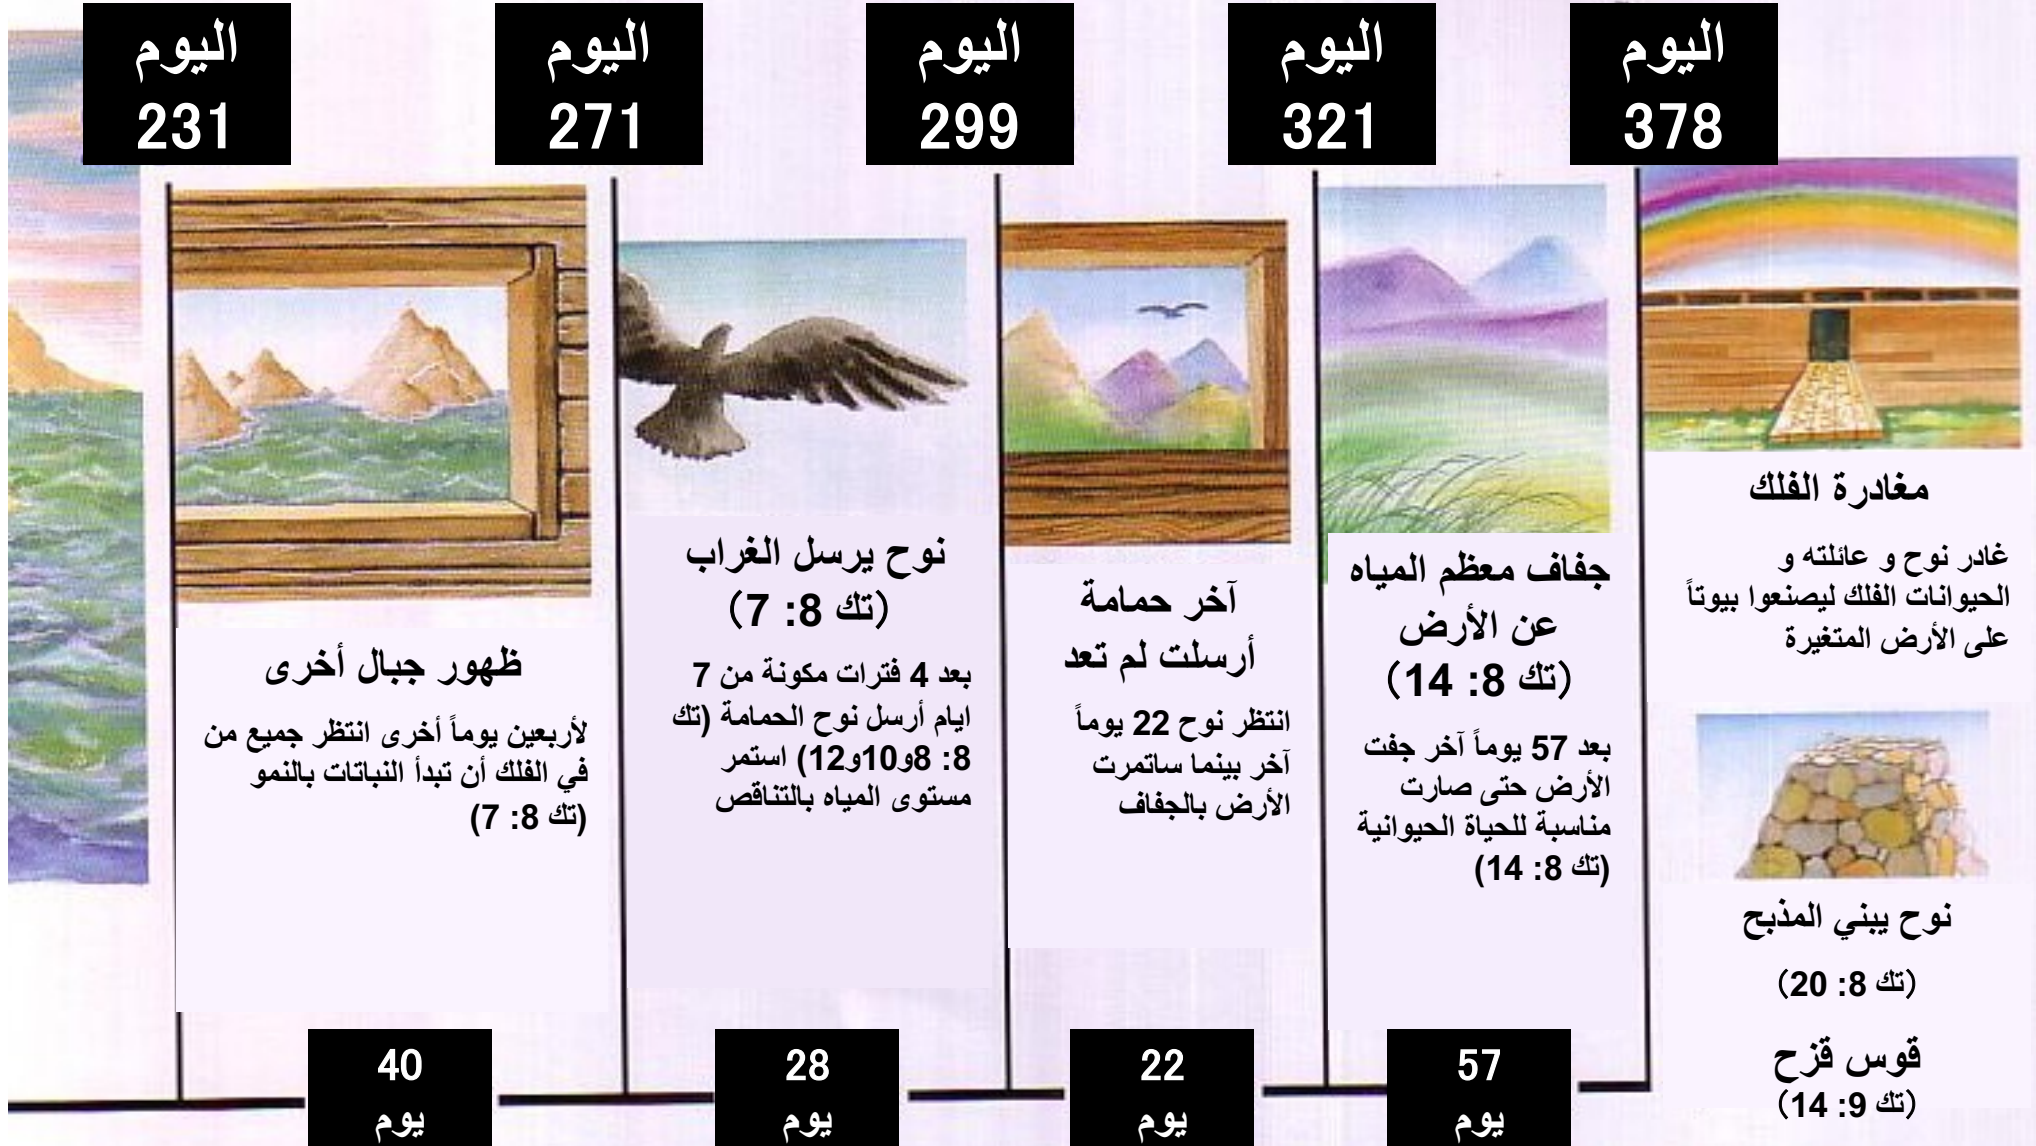 اليوم
231
اليوم
271
اليوم
299
اليوم
321
اليوم
378
ظهور جبال أخرى
لأربعين يوماً أخرى انتظر جميع من
في الفلك أن تبدأ النباتات بالنمو
(تك 8: 7)
نوح يرسل الغراب
(تك 8: 7)
بعد 4 فترات مكونة من 7
ايام أرسل نوح الحمامة (تك
8: 8و10و12) استمر
مستوى المياه بالتناقص
آخر حمامة
أرسلت لم تعد
انتظر نوح 22 يوماً
آخر بينما ساتمرت
الأرض بالجفاف
جفاف معظم المياه
عن الأرض
(تك 8: 14)
بعد 57 يوماً آخر جفت
الأرض حتى صارت
مناسبة للحياة الحيوانية
(تك 8: 14)
مغادرة الفلك
غادر نوح و عائلته و
الحيوانات الفلك ليصنعوا بيوتاً
على الأرض المتغيرة
نوح يبني المذبح
(تك 8: 20)
قوس قزح
(تك 9: 14)
40
يوم
28
يوم
22
يوم
57
يوم